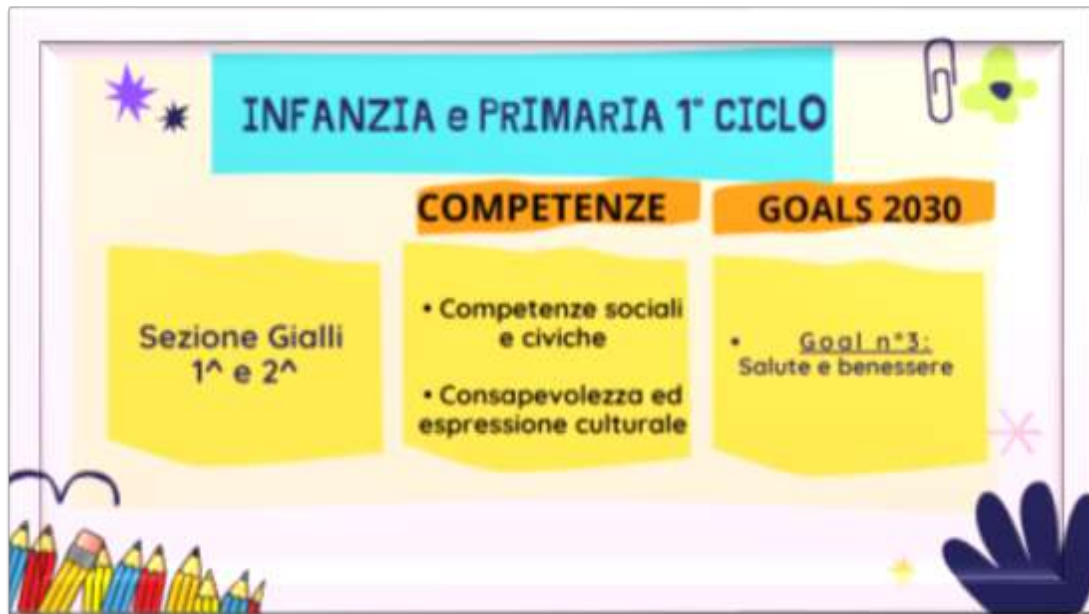 INFANZIA e PRIMARIA 1° CICLO
COMPETENZE
GOALS 2030
Sezione Gialli
1^ e 2^
• Competenze sociali
e civiche
• Consapevolezza ed
espressione culturale
• Goal n°3:
Salute e benessere